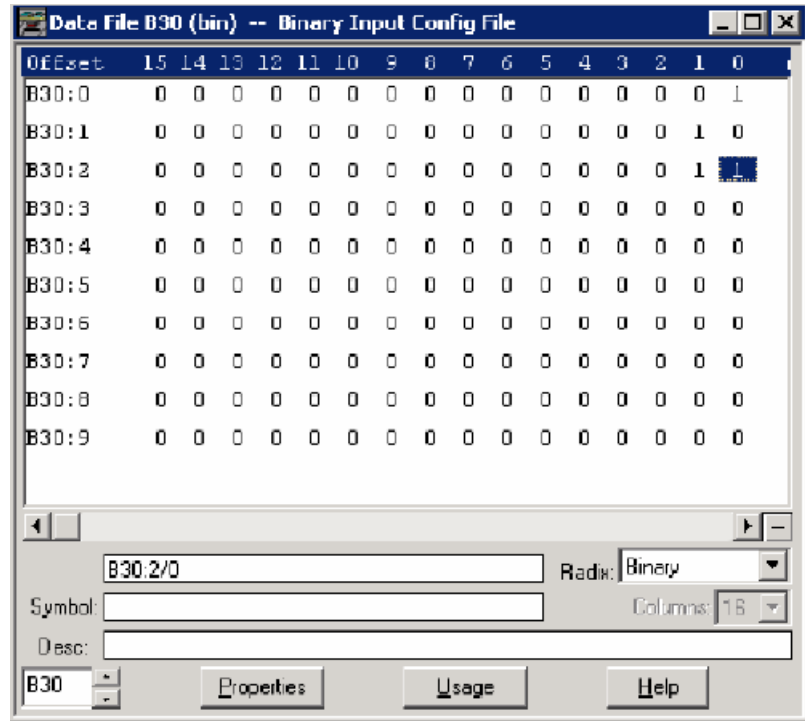 Data File B30 (bin) -- Binary Input Config File
Offset 15 14 13 12 11 10 9 8 7 6 5 4 3 2 1 0
B30:0 0 0 0 0 0 0 0 0 0 0 0 0 0 0 0 1
B30:1 0 0 0 0 0 0 0 0 0 0 0 0 0 0 1 0
B30:2 0 0 0 0 0 0 0 0 0 0 0 0 0 0 1 1
B30:3 0 0 0 0 0 0 0 0 0 0 0 0 0 0 0 0
B30:4 0 0 0 0 0 0 0 0 0 0 0 0 0 0 0 0
B30:5 0 0 0 0 0 0 0 0 0 0 0 0 0 0 0 0
B30:6 0 0 0 0 0 0 0 0 0 0 0 0 0 0 0 0
B30:7 0 0 0 0 0 0 0 0 0 0 0 0 0 0 0 0
B30:8 0 0 0 0 0 0 0 0 0 0 0 0 0 0 0 0
B30:9 0 0 0 0 0 0 0 0 0 0 0 0 0 0 0 0
B30:2/0 Radix: Binary
Symbol: Columns: 16
Desc:
B30 Properties Usage Help